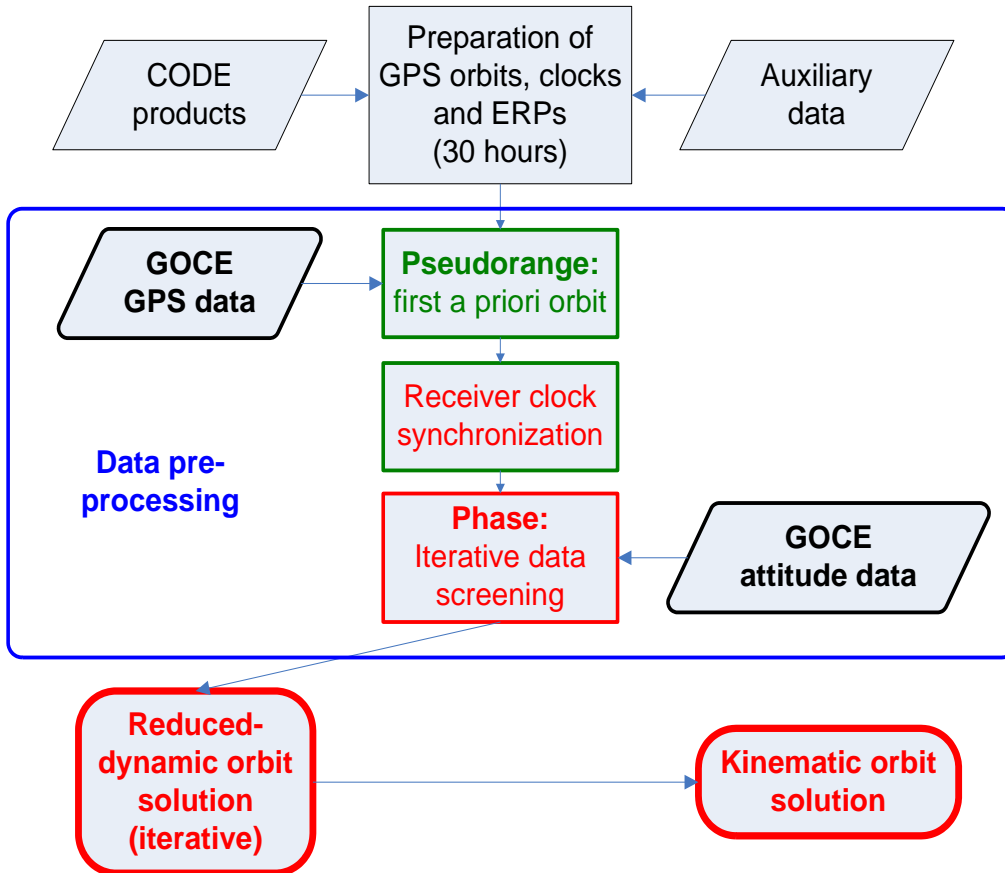 CODE
products
Preparation of
GPS orbits, clocks
and ERPs
(30 hours)
Auxiliary
data
GOCE
GPS data
Pseudorange:
first a priori orbit
Receiver clock
synchronization
Data pre-
processing
Phase:
Iterative data
screening
GOCE
attitude data
Reduced-
dynamic orbit
solution
(iterative)
Kinematic orbit
solution